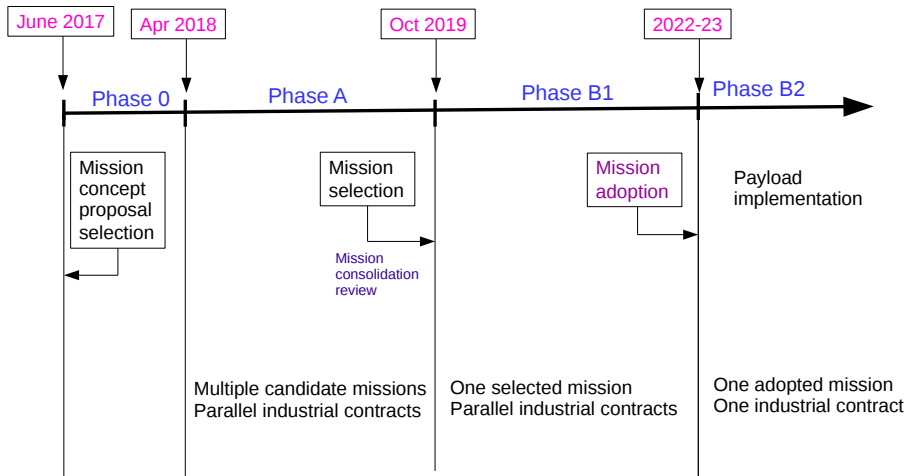 June 2017
Apr 2018
Oct 2019
2022-23
Phase 0
Phase A
Phase B1
Phase B2
Mission
concept
proposal
selection
Mission
selection
Mission
consolidation
review
Mission
adoption
Payload
implementation
Multiple candidate missions
Parallel industrial contracts
One selected mission
Parallel industrial contracts
One adopted mission
One industrial contract